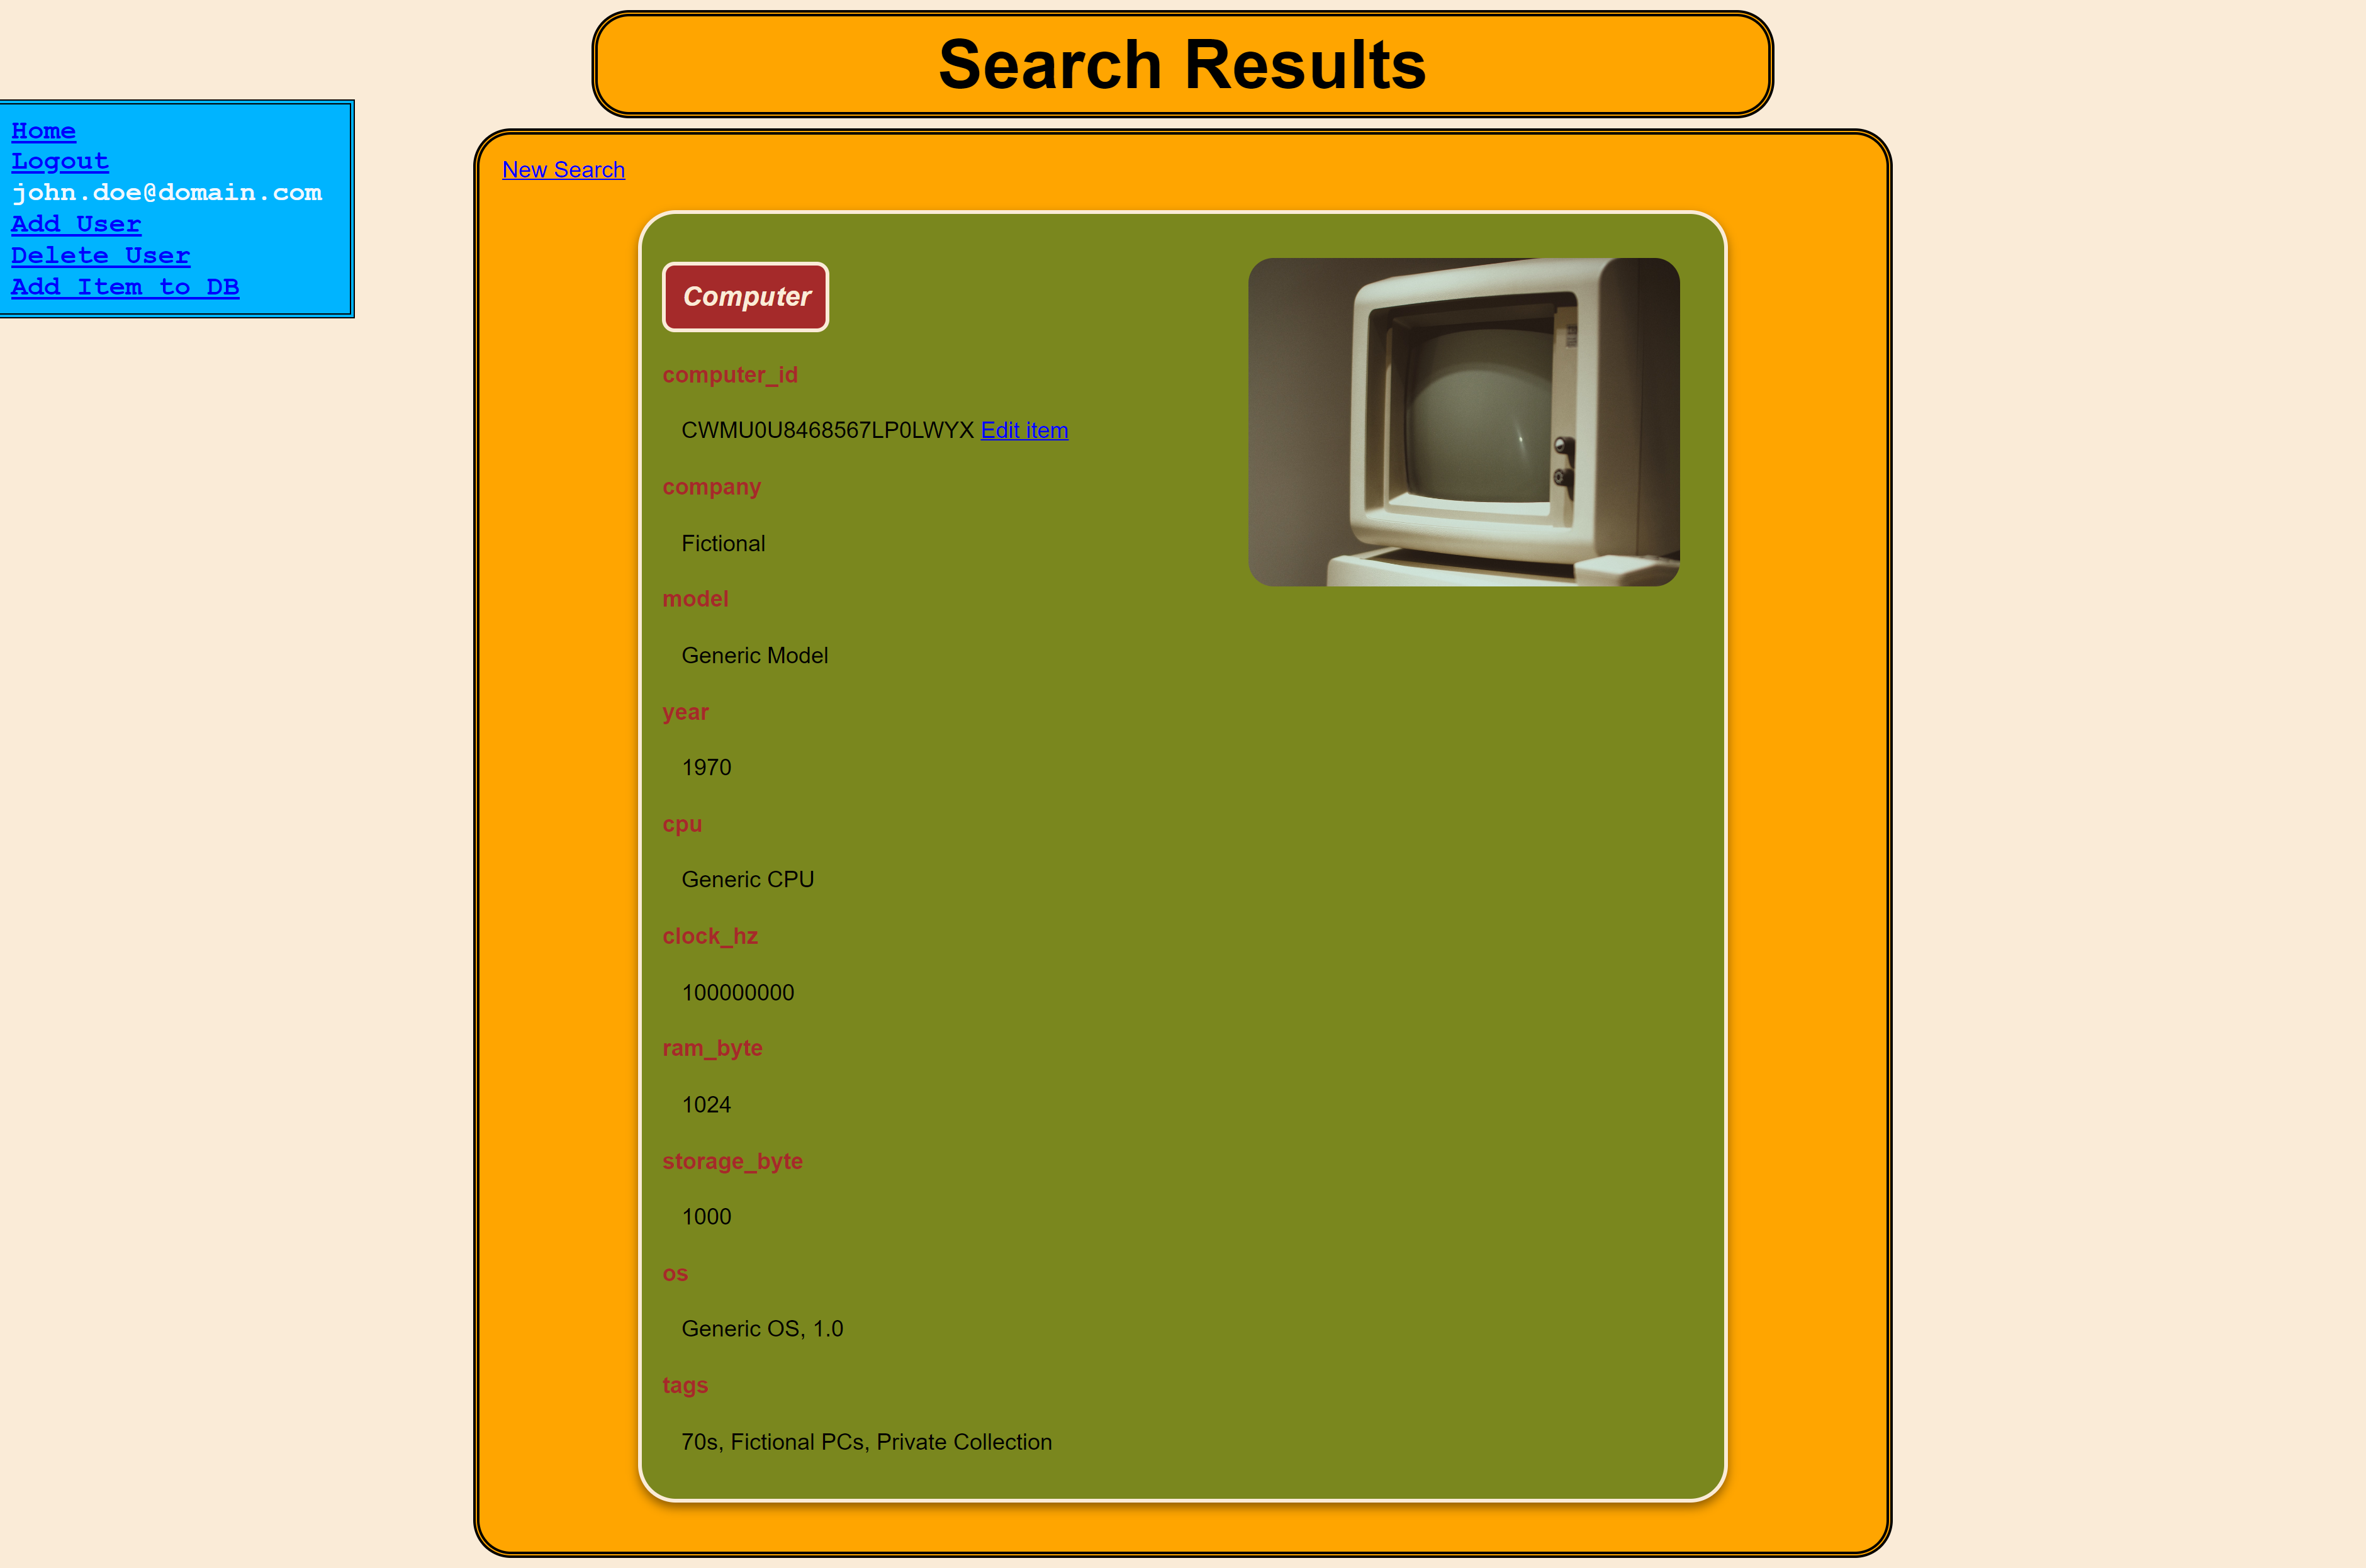 Search Results
Home
Logout
john.doe@domain.com
Add User
Delete User
Add Item to DB
New Search
Computer
computer_id
CWMU0U8468567LP0LWYX Edit item
company
Fictional
model
Generic Model
year
1970
cpu
Generic CPU
clock_hz
100000000
ram_byte
1024
storage_byte
1000
os
Generic OS, 1.0
tags
70s, Fictional PCs, Private Collection